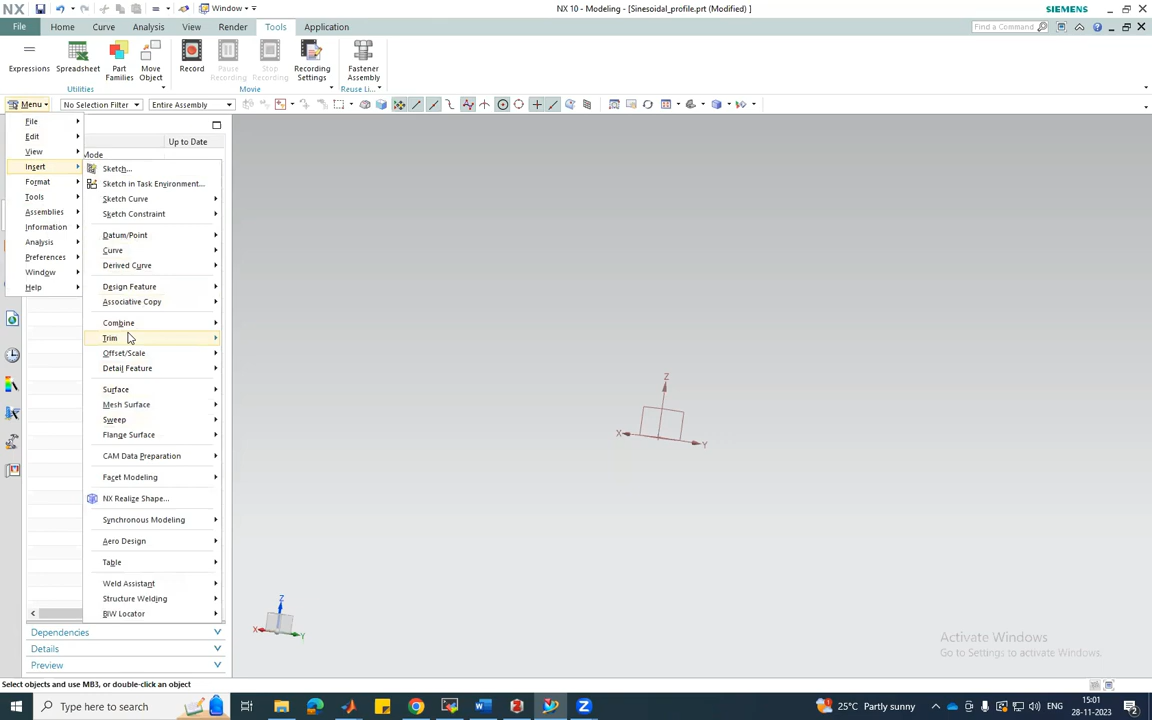 NX Window NX 10 - Modeling - [Sinesoidal_profile.prt (Modified) ] SIEMENS
File Home Curve Analysis View Render Tools Application Find a Command
Expressions Spreadsheet Part Families Move Object Record Pause Recording Stop Recording Recording Settings Fastener Assembly
Utilities Movie Reuse Li...
Menu No Selection Filter Entire Assembly
File
Edit
Up to Date
View
Mode
Insert
Sketch...
Format
Sketch in Task Environment...
Tools
Sketch Curve
Assemblies
Sketch Constraint
Information
Datum/Point
Analysis
Curve
Preferences
Derived Curve
Window
Help
Design Feature
Associative Copy
Combine
Trim
Offset/Scale
Detail Feature
Surface
Mesh Surface
Sweep
Flange Surface
CAM Data Preparation
Facet Modeling
NX Realize Shape...
Synchronous Modeling
Aero Design
Table
Weld Assistant
Structure Welding
BIW Locator
Z
X
Y
Z
X
Y
Dependencies
Details
Preview
Activate Windows
Go to Settings to activate Windows.
Select objects and use MB3, or double-click an object
Type here to search
25°C Partly sunny
15:01
28-11-2023
2